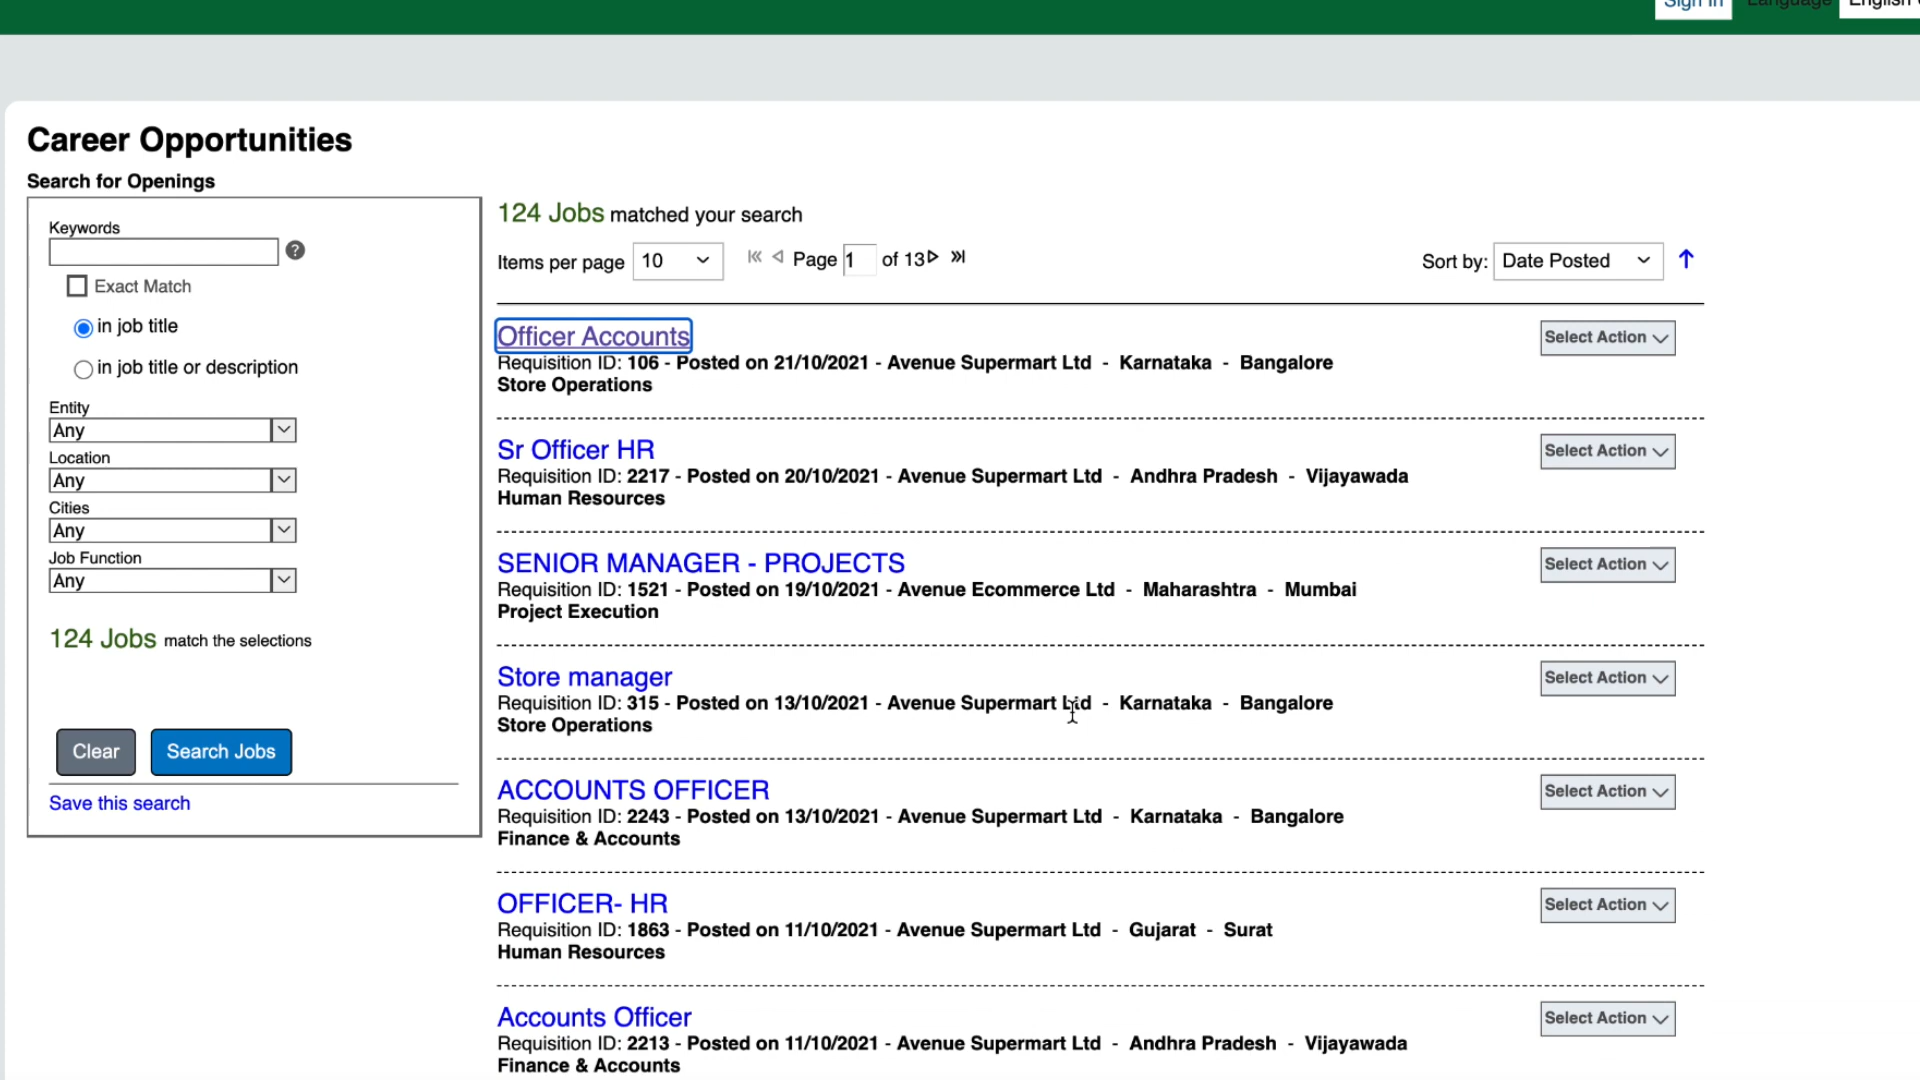 Sign In Language English
Career Opportunities
Search for Openings
Keywords
?
Exact Match
in job title
in job title or description
Entity
Any
Location
Any
Cities
Any
Job Function
Any
124 Jobs match the selections
Clear Search Jobs
Save this search
124 Jobs matched your search
Items per page 10 Page 1 of 13 Sort by: Date Posted
Officer Accounts Select Action
Requisition ID: 106 - Posted on 21/10/2021 - Avenue Supermart Ltd - Karnataka - Bangalore
Store Operations
Sr Officer HR Select Action
Requisition ID: 2217 - Posted on 20/10/2021 - Avenue Supermart Ltd - Andhra Pradesh - Vijayawada
Human Resources
SENIOR MANAGER - PROJECTS Select Action
Requisition ID: 1521 - Posted on 19/10/2021 - Avenue Ecommerce Ltd - Maharashtra - Mumbai
Project Execution
Store manager Select Action
Requisition ID: 315 - Posted on 13/10/2021 - Avenue Supermart Ltd - Karnataka - Bangalore
Store Operations
ACCOUNTS OFFICER Select Action
Requisition ID: 2243 - Posted on 13/10/2021 - Avenue Supermart Ltd - Karnataka - Bangalore
Finance & Accounts
OFFICER- HR Select Action
Requisition ID: 1863 - Posted on 11/10/2021 - Avenue Supermart Ltd - Gujarat - Surat
Human Resources
Accounts Officer Select Action
Requisition ID: 2213 - Posted on 11/10/2021 - Avenue Supermart Ltd - Andhra Pradesh - Vijayawada
Finance & Accounts